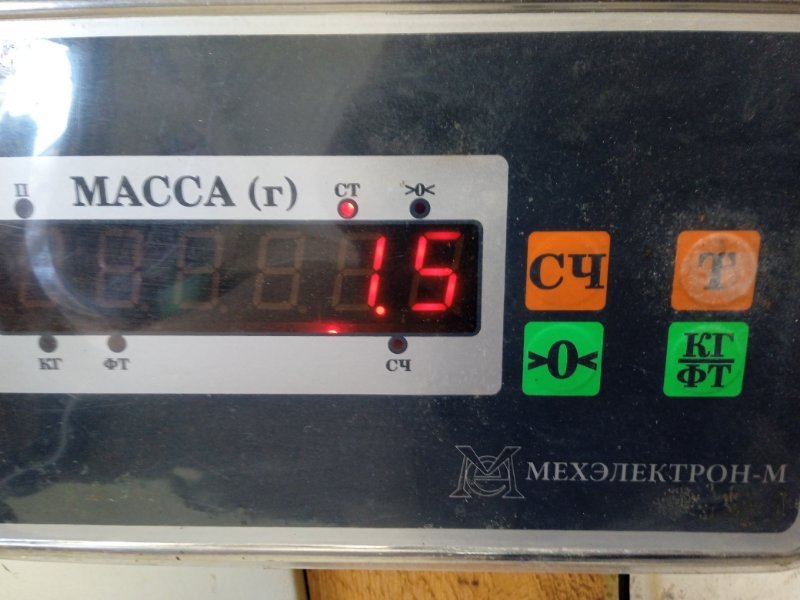 П МАССА (г) СТ >0<
1.5
КГ ФТ СЧ
СЧ Т
>0< КГ
ФТ
МЕХЭЛЕКТРОН-М